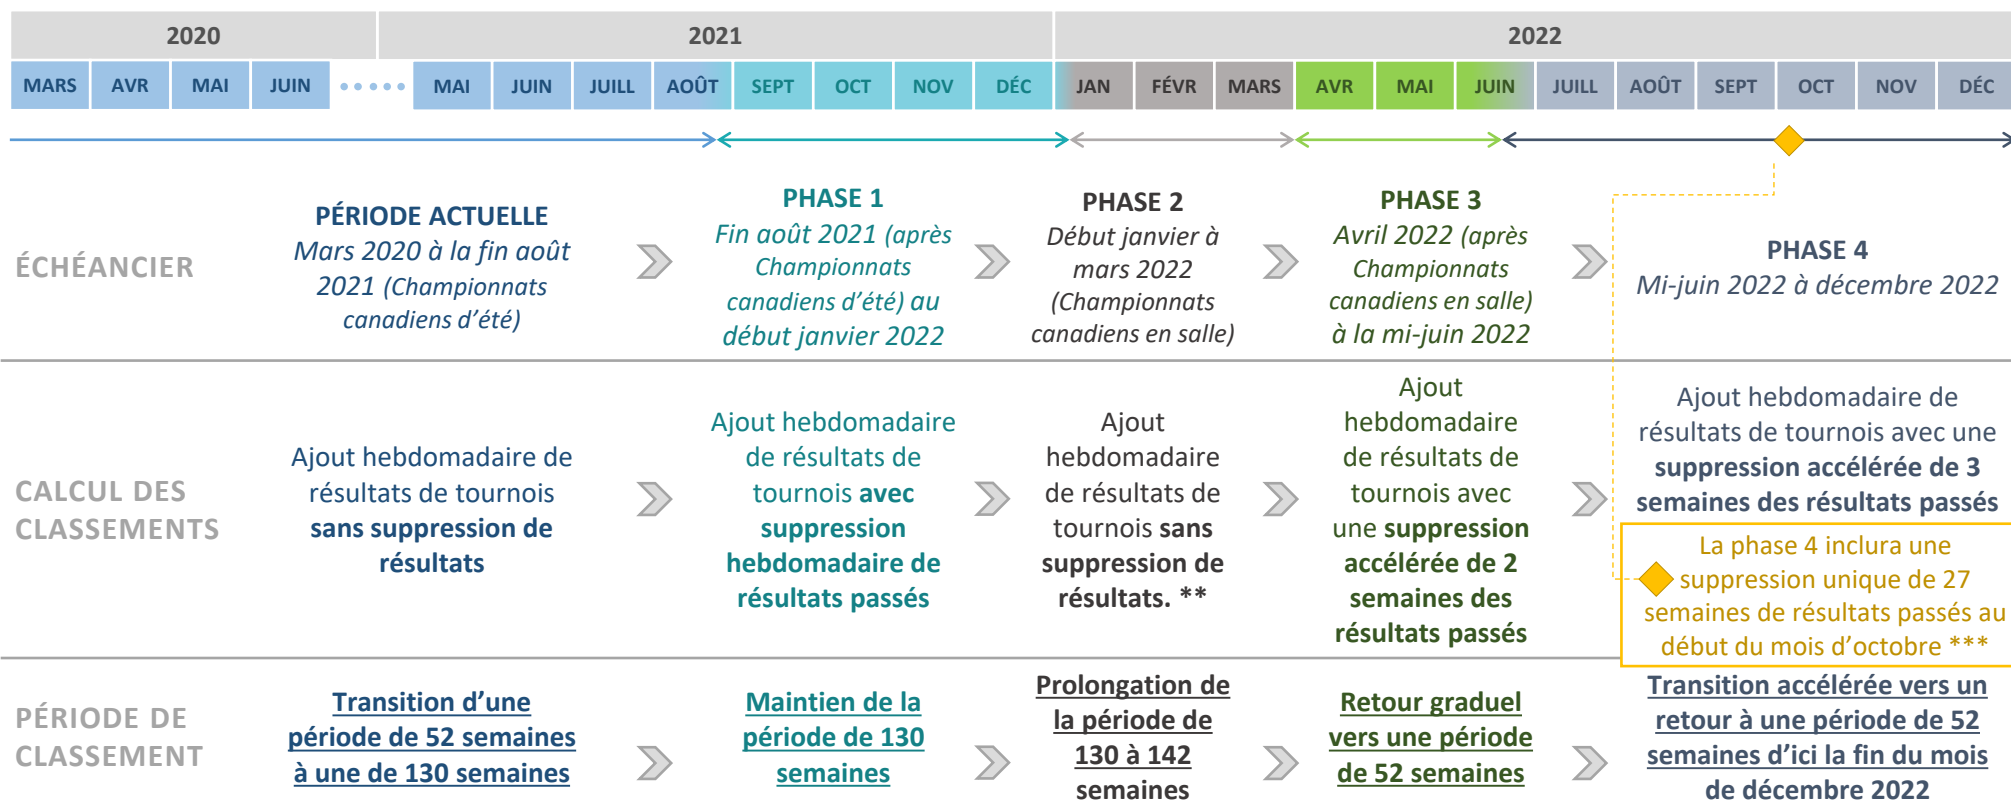 2020
2021
2022
MARS AVR MAI JUIN MAI JUIN JUILL AOÛT SEPT OCT NOV DÉC JAN FÉVR MARS AVR MAI JUIN JUILL AOÛT SEPT OCT NOV DÉC
ÉCHÉANCIER
PÉRIODE ACTUELLE
Mars 2020 à la fin août
2021 (Championnats
canadiens d’été)
PHASE 1
Fin août 2021 (après
Championnats
canadiens d’été) au
début janvier 2022
PHASE 2
Début janvier à
mars 2022
(Championnats
canadiens en salle)
PHASE 3
Avril 2022 (après
Championnats
canadiens en salle)
à la mi-juin 2022
PHASE 4
Mi-juin 2022 à décembre 2022
CALCUL DES
CLASSEMENTS
Ajout hebdomadaire de
résultats de tournois
sans suppression de
résultats
Ajout hebdomadaire
de résultats de
tournois avec
suppression
hebdomadaire de
résultats passés
Ajout
hebdomadaire
de résultats de
tournois sans
suppression de
résultats. **
Ajout
hebdomadaire
de résultats de
tournois avec
une suppression
accélérée de 2
semaines des
résultats passés
Ajout hebdomadaire de
résultats de tournois avec une
suppression accélérée de 3
semaines des résultats passés
La phase 4 inclura une
suppression unique de 27
semaines de résultats passés au
début du mois d’octobre ***
PÉRIODE DE
CLASSEMENT
Transition d’une
période de 52 semaines
à une de 130 semaines
Maintien de la
période de 130
semaines
Prolongation de
la période de
130 à 142
semaines
Retour graduel
vers une période
de 52 semaines
Transition accélérée vers un
retour à une période de 52
semaines d'ici la fin du mois
de décembre 2022